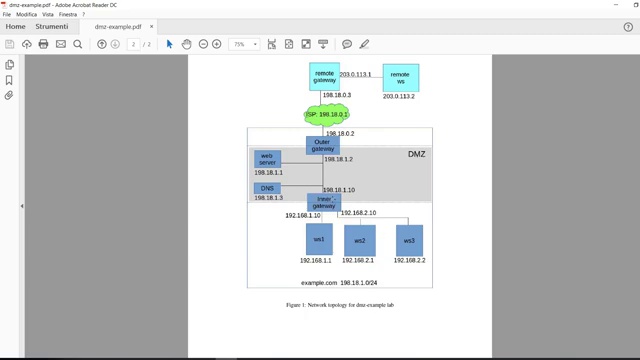 dmz-example.pdf - Adobe Acrobat Reader DC
File Modifica Vista Finestra ?
Home Strumenti dmz-example.pdf ×
2 / 2 75%
remote gateway
203.0.113.1
remote ws
203.0.113.2
198.18.0.3
ISP: 198.18.0.1
198.18.0.2
Outer gateway
DMZ
web server
198.18.1.2
198.18.1.1
DNS
198.18.1.3
198.18.1.10
Inner gateway
192.168.1.10
192.168.2.10
ws1
ws2
ws3
192.168.1.1
192.168.2.1
192.168.2.2
example.com 198.18.1.0/24
Figure 1: Network topology for dmz-example lab